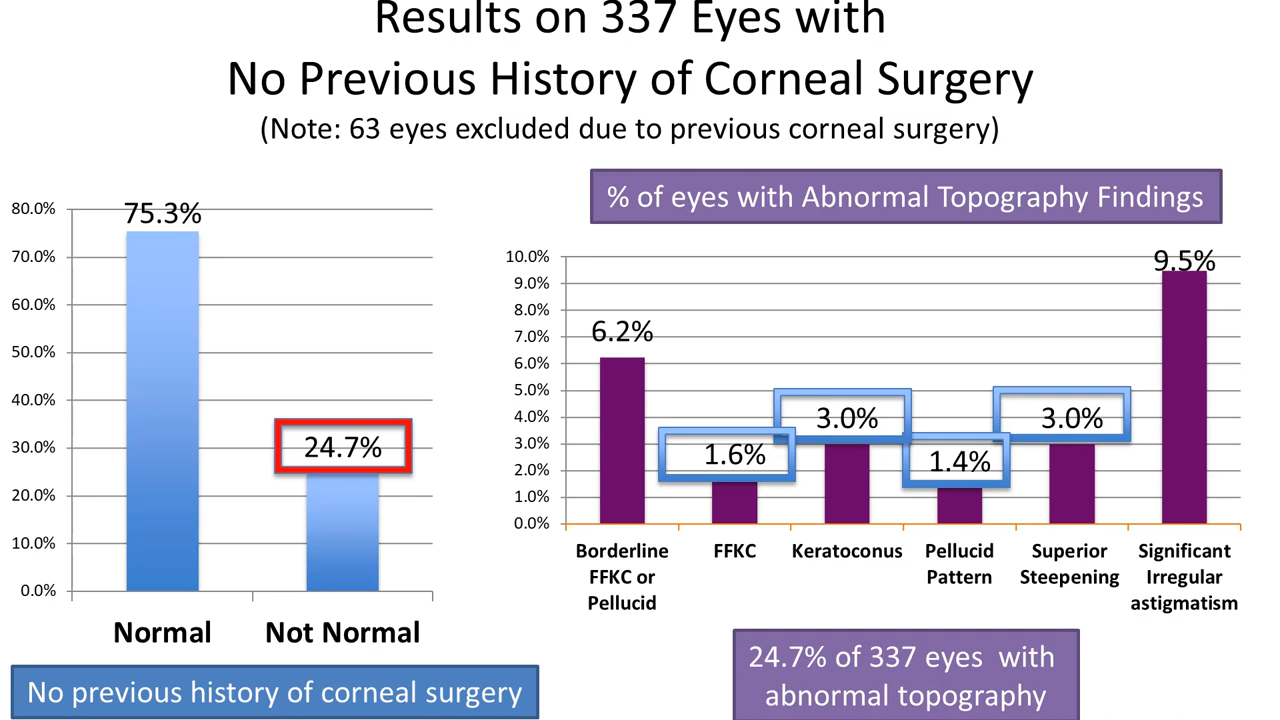 Results on 337 Eyes with
No Previous History of Corneal Surgery
(Note: 63 eyes excluded due to previous corneal surgery)
80.0%
70.0%
60.0%
50.0%
40.0%
30.0%
20.0%
10.0%
0.0%
75.3%
24.7%
Normal
Not Normal
No previous history of corneal surgery
% of eyes with Abnormal Topography Findings
10.0%
9.0%
8.0%
7.0%
6.0%
5.0%
4.0%
3.0%
2.0%
1.0%
0.0%
6.2%
1.6%
3.0%
1.4%
3.0%
9.5%
Borderline
FFKC or
Pellucid
FFKC
Keratoconus
Pellucid
Pattern
Superior
Steepening
Significant
Irregular
astigmatism
24.7% of 337 eyes with
abnormal topography